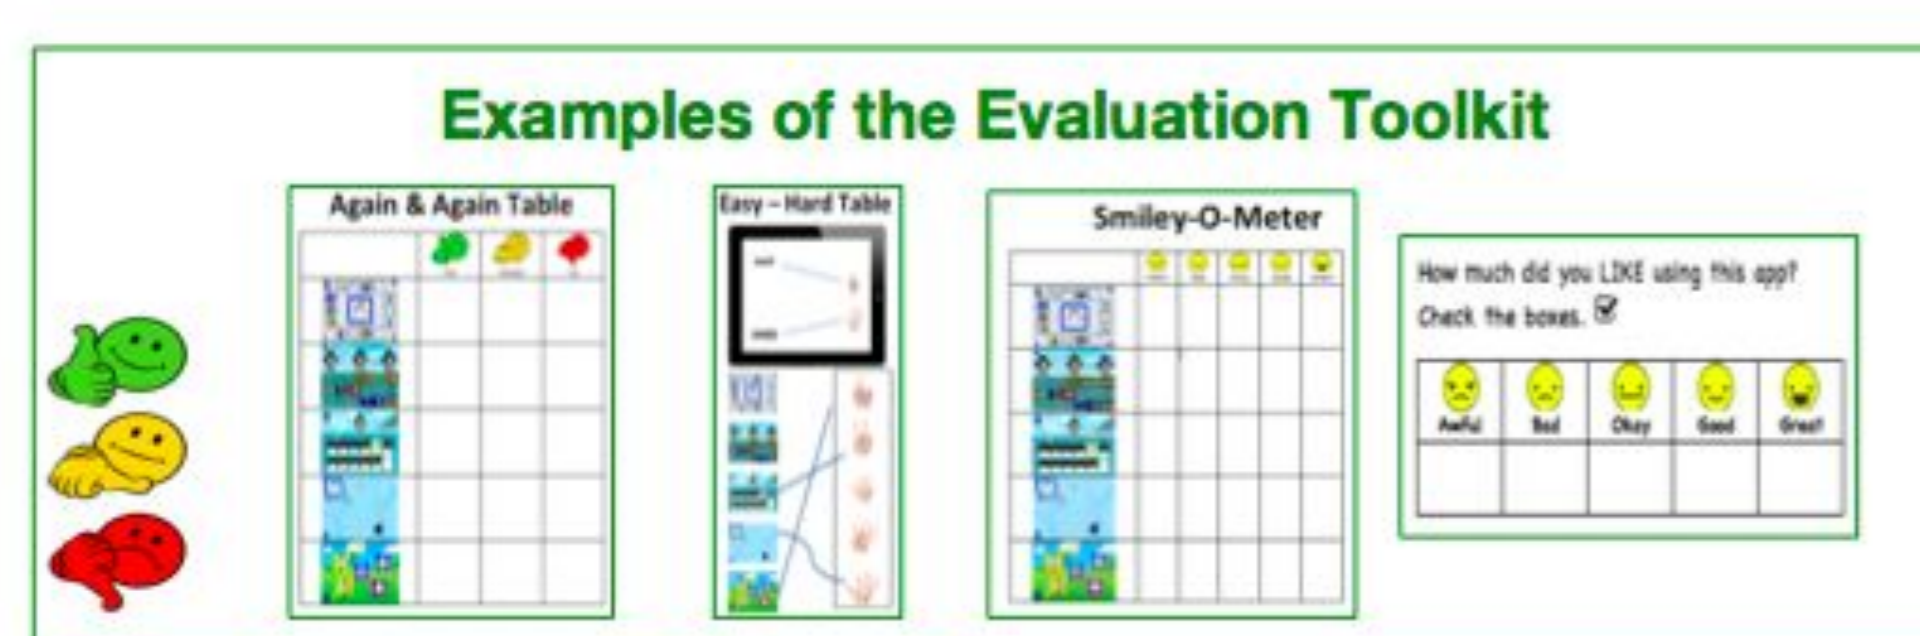 Examples of the Evaluation Toolkit
Again & Again Table
Easy – Hard Table
Smiley-O-Meter
How much did you LIKE using this app?
Check the boxes.
Awful Bad Okay Good Great